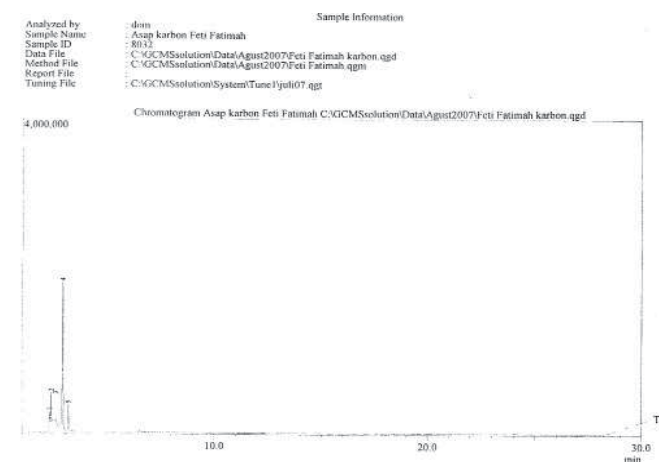 Sample Information
Analyzed by : dnm
Sample Name : Asap karbon Feti Fatimah
Sample ID : 8032
Data File : C:\GCMSsolution\Data\Agust2007\Feti Fatimah karbon.qgd
Method File : C:\GCMSsolution\Data\Agust2007\Feti Fatimah.qgm
Report File :
Tuning File : C:\GCMSsolution\System\Tune1\juli07.qgt
Chromatogram Asap karbon Feti Fatimah C:\GCMSsolution\Data\Agust2007\Feti Fatimah karbon.qgd
4,000,000
T
10.0
20.0
30.0
min